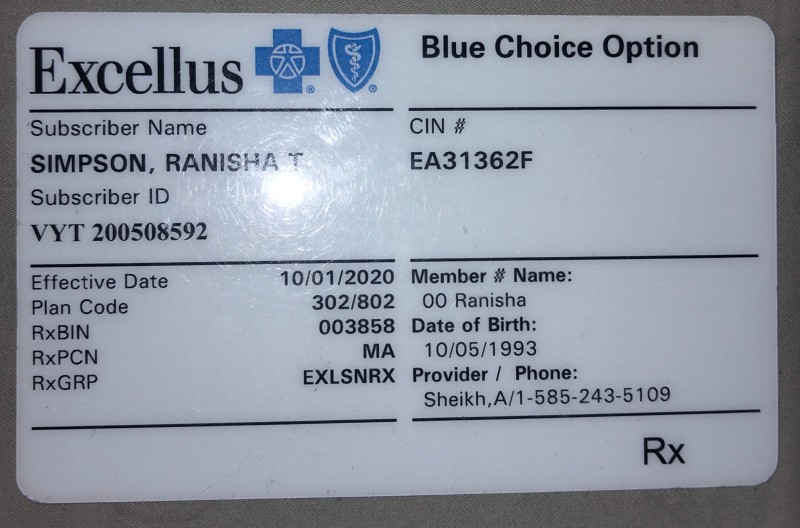 Excellus
Blue Choice Option
Subscriber Name
SIMPSON, RANISHA T
Subscriber ID
VYT 200508592
CIN #
EA31362F
Effective Date 10/01/2020
Plan Code 302/802
RxBIN 003858
RxPCN MA
RxGRP EXLSNRX
Member # Name:
00 Ranisha
Date of Birth:
10/05/1993
Provider / Phone:
Sheikh,A/1-585-243-5109
Rx